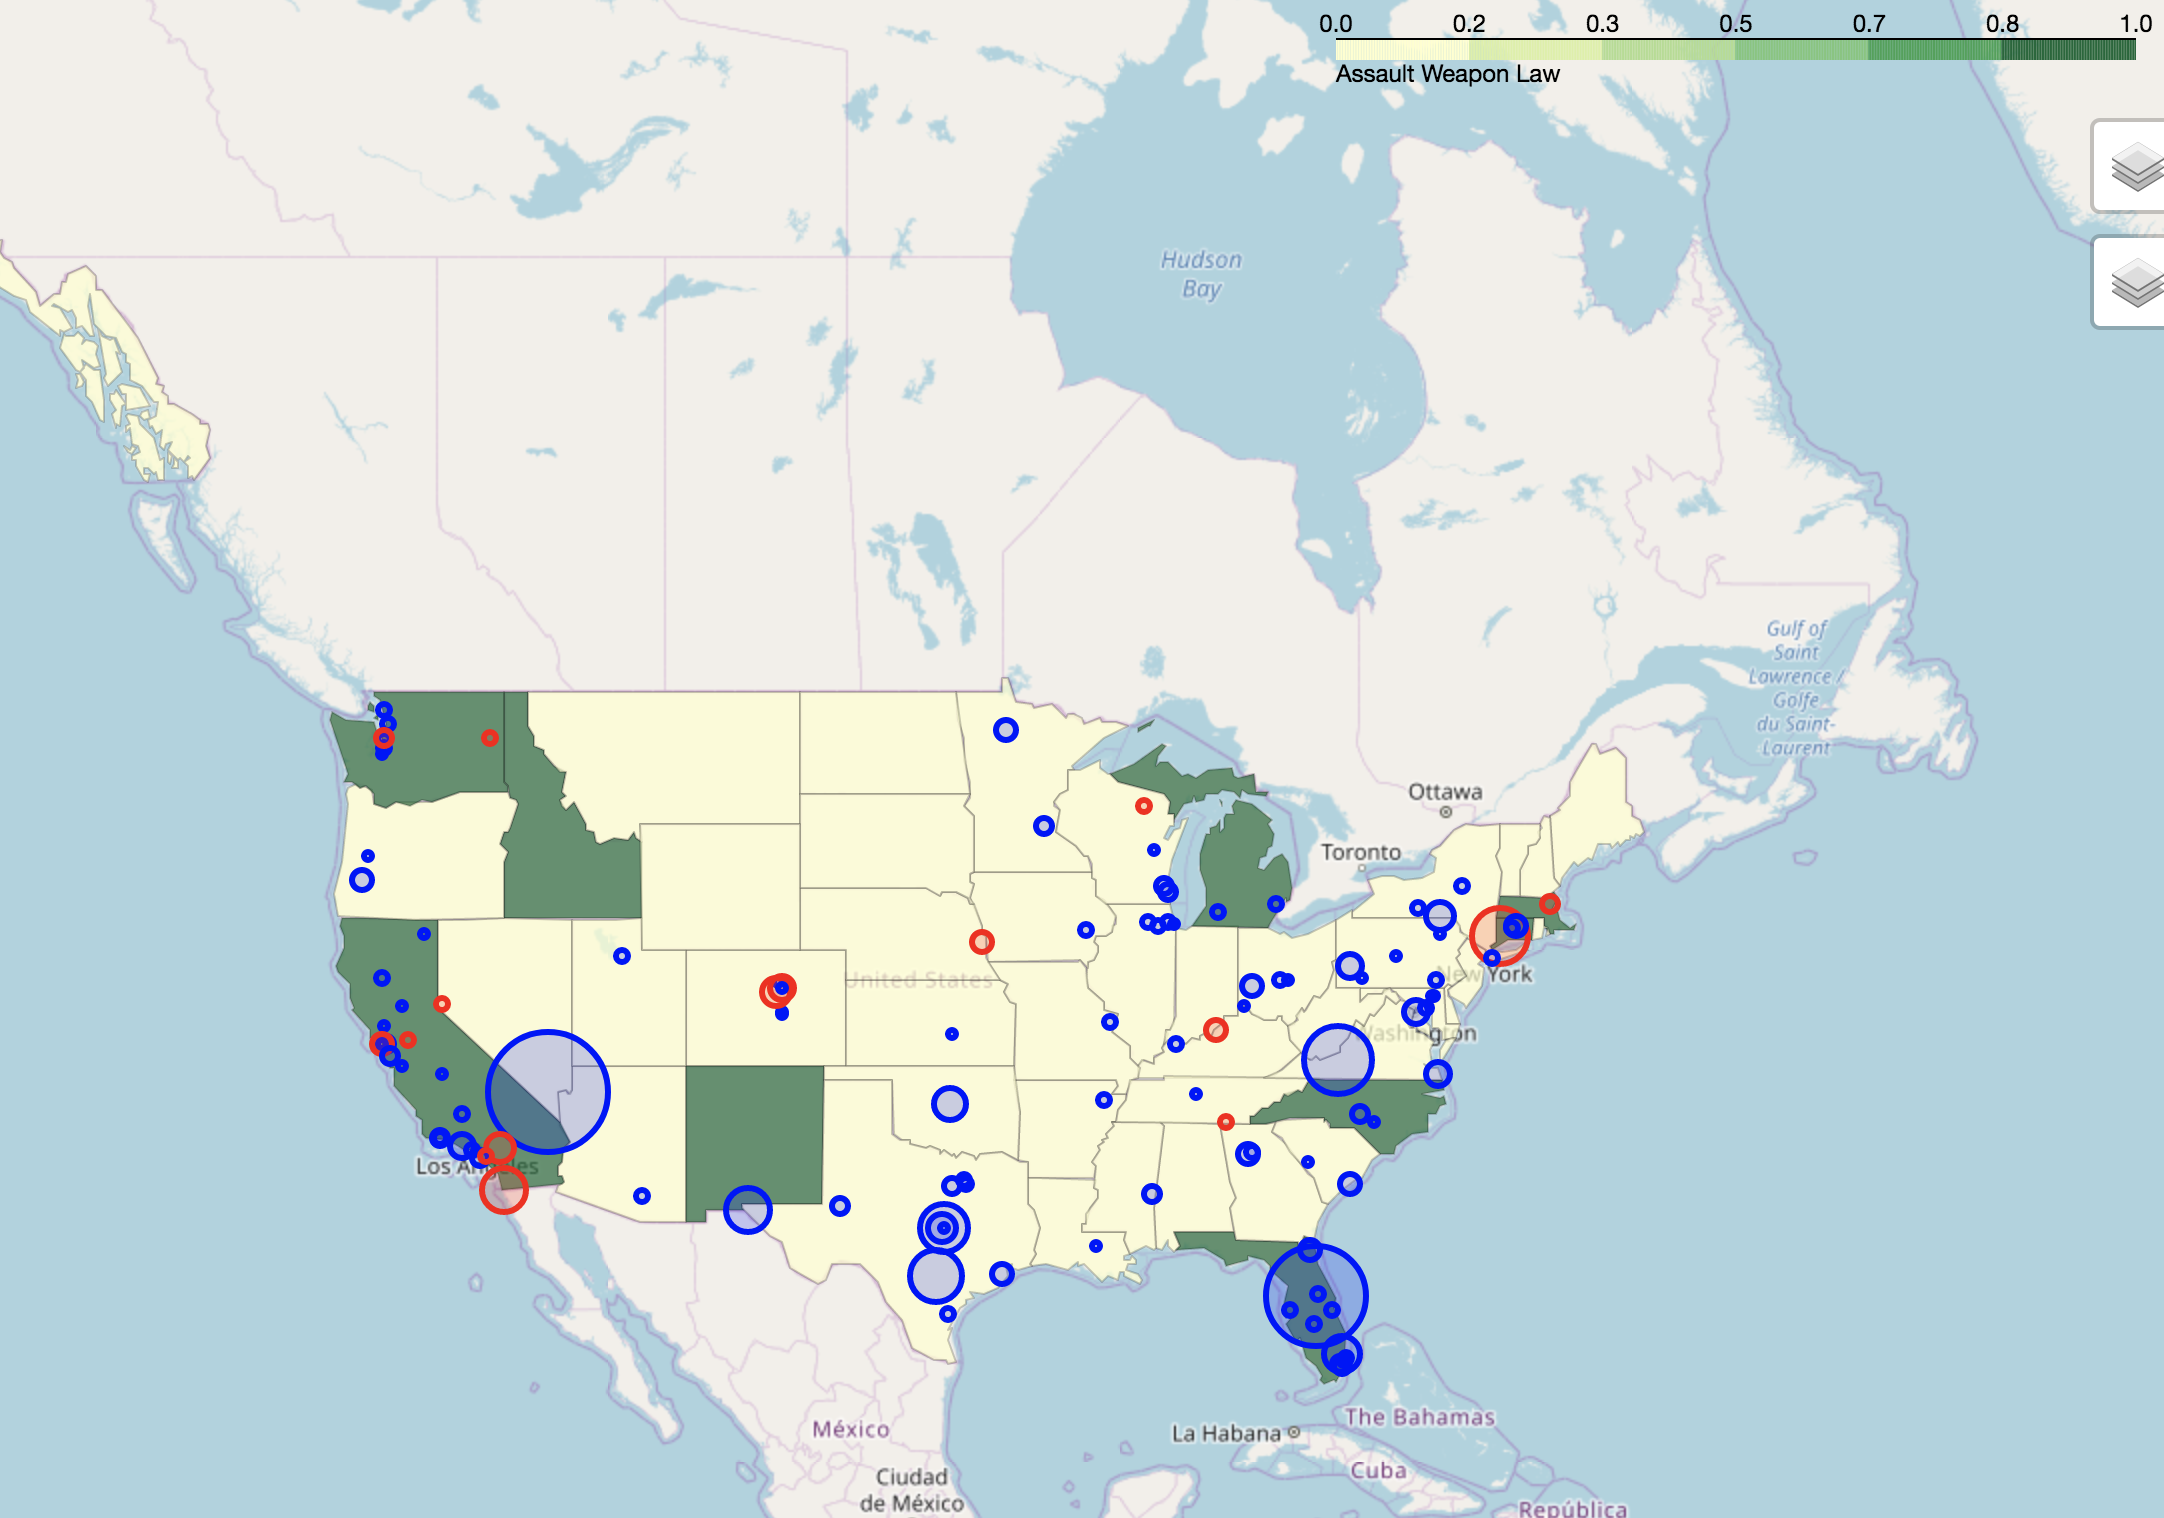 0.0 0.2 0.3 0.5 0.7 0.8 1.0
Assault Weapon Law
Hudson
Bay
Gulf of
Saint
Lawrence /
Golfe
du Saint-
Laurent
Ottawa
Toronto
United States
New York
Washington
Los Angeles
México
La Habana
The Bahamas
Cuba
Ciudad
de México
República